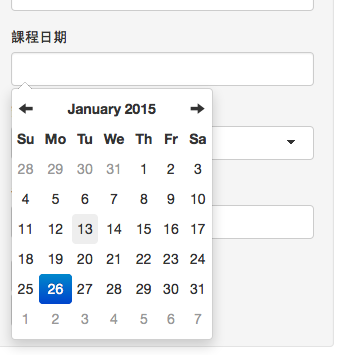 課程日期
January 2015
Su Mo Tu We Th Fr Sa
28 29 30 31 1 2 3
4 5 6 7 8 9 10
11 12 13 14 15 16 17
18 19 20 21 22 23 24
25 26 27 28 29 30 31
1 2 3 4 5 6 7